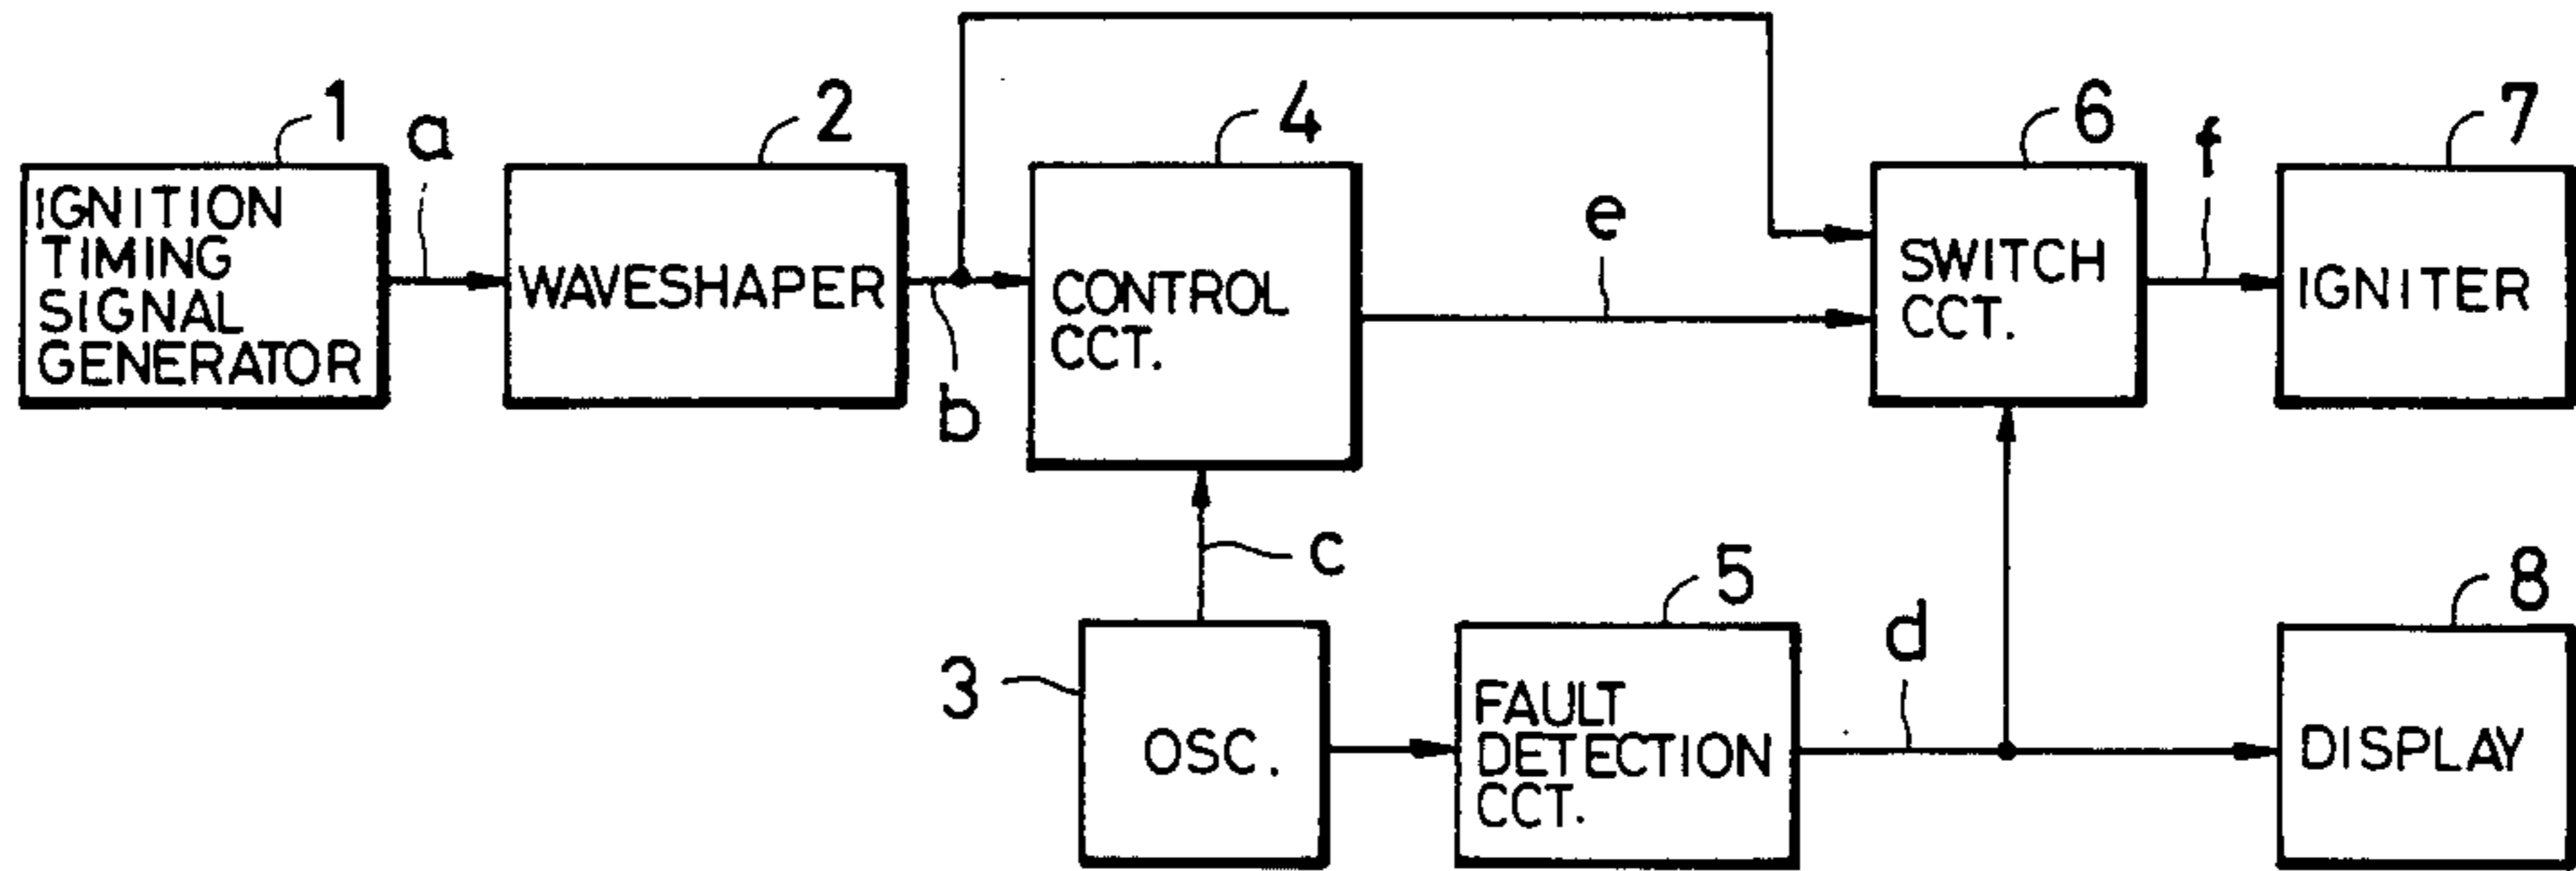 1
a
2
4
6
f
7
IGNITION
TIMING
SIGNAL
GENERATOR
WAVESHAPER
b
CONTROL
CCT.
e
SWITCH
CCT.
IGNITER
c
3
OSC.
5
FAULT
DETECTION
CCT.
d
8
DISPLAY